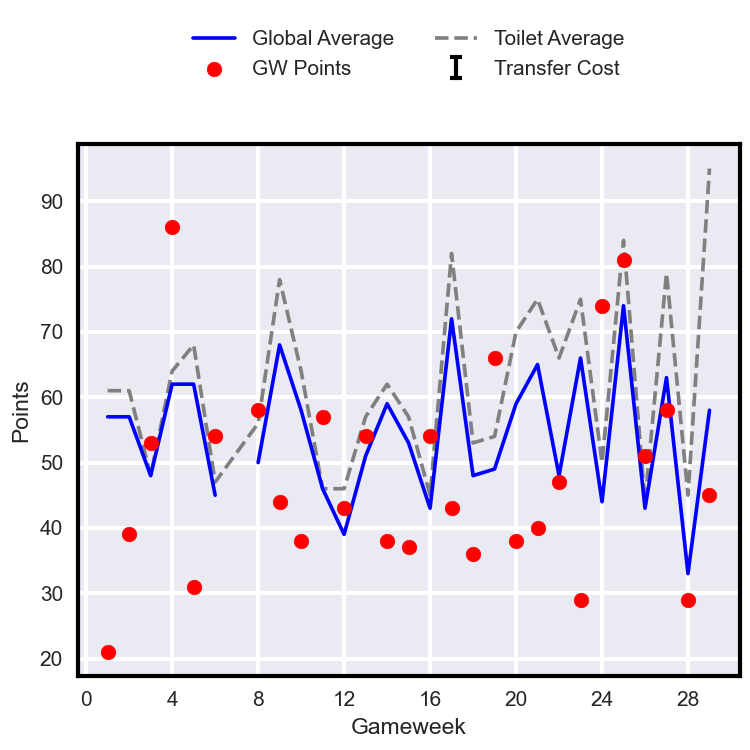 Global Average
GW Points
Toilet Average
Transfer Cost
90
80
70
60
50
40
30
20
Points
0 4 8 12 16 20 24 28
Gameweek